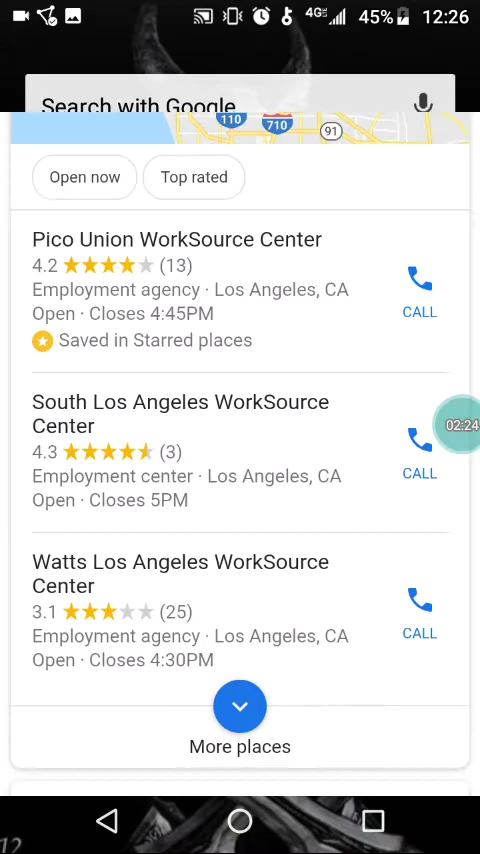 4G 45% 12:26
Search with Google
110
710
91
Open now Top rated
Pico Union WorkSource Center
4.2 (13)
Employment agency · Los Angeles, CA
Open · Closes 4:45PM
CALL
Saved in Starred places
South Los Angeles WorkSource
Center
02:24
4.3 (3)
Employment center · Los Angeles, CA
CALL
Open · Closes 5PM
Watts Los Angeles WorkSource
Center
3.1 (25)
Employment agency · Los Angeles, CA
CALL
Open · Closes 4:30PM
More places
12